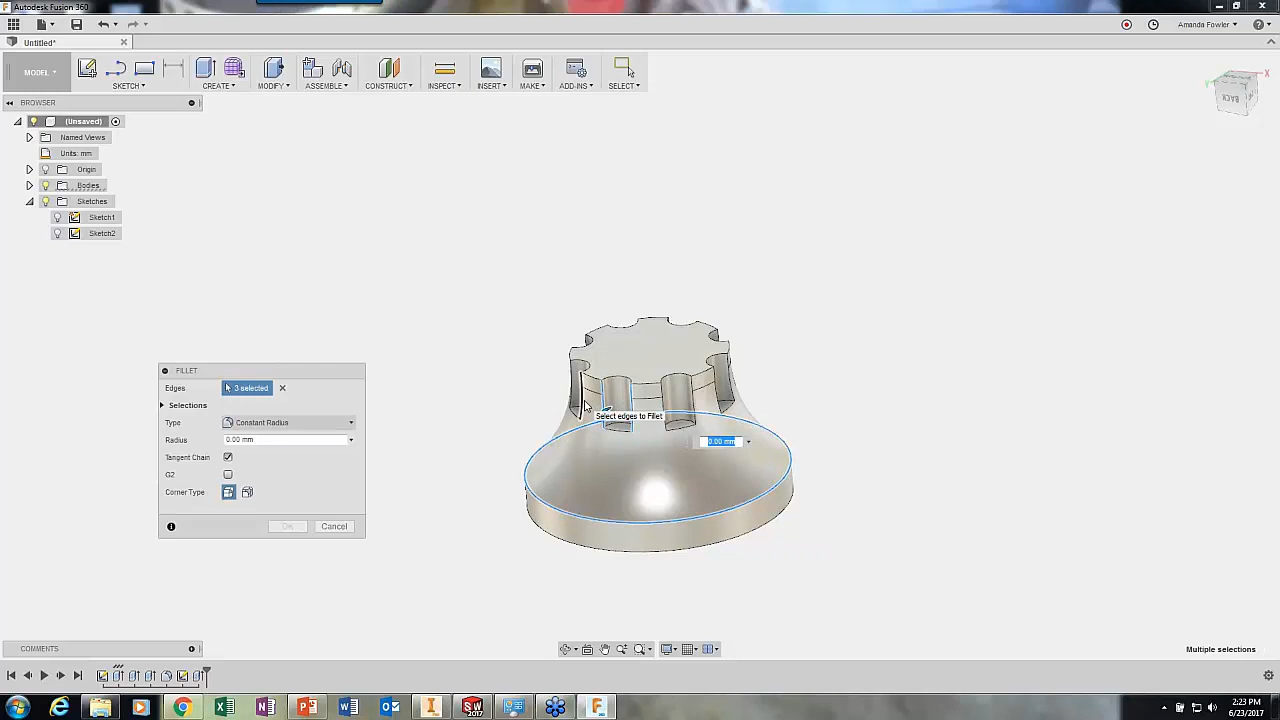 Autodesk Fusion 360
Amanda Fowler
Untitled*
MODEL
SKETCH
CREATE
MODIFY
ASSEMBLE
CONSTRUCT
INSPECT
INSERT
MAKE
ADD-INS
SELECT
BROWSER
(Unsaved)
Named Views
Units: mm
Origin
Bodies
Sketches
Sketch1
Sketch2
X
Y
BACK
FILLET
Edges
3 selected
Selections
Type
Constant Radius
Radius
0.00 mm
Tangent Chain
G2
Corner Type
OK
Cancel
Select edges to Fillet
0.00 mm
COMMENTS
Multiple selections
SW
2017
2:23 PM
6/23/2017